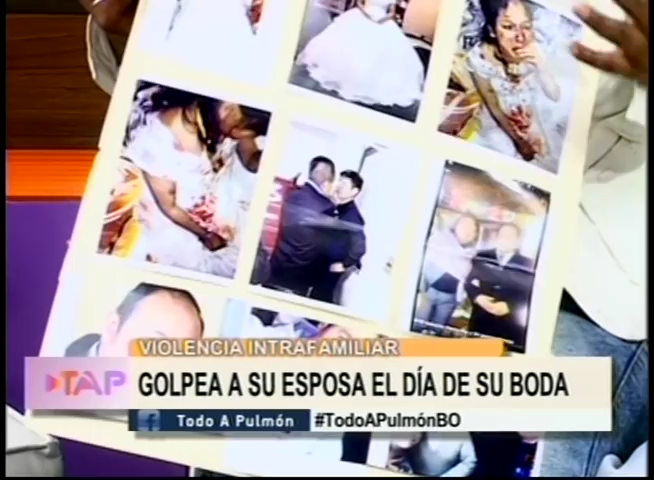 VIOLENCIA INTRAFAMILIAR
TAP
GOLPEA A SU ESPOSA EL DÍA DE SU BODA
Todo A Pulmón
#TodoAPulmónBO